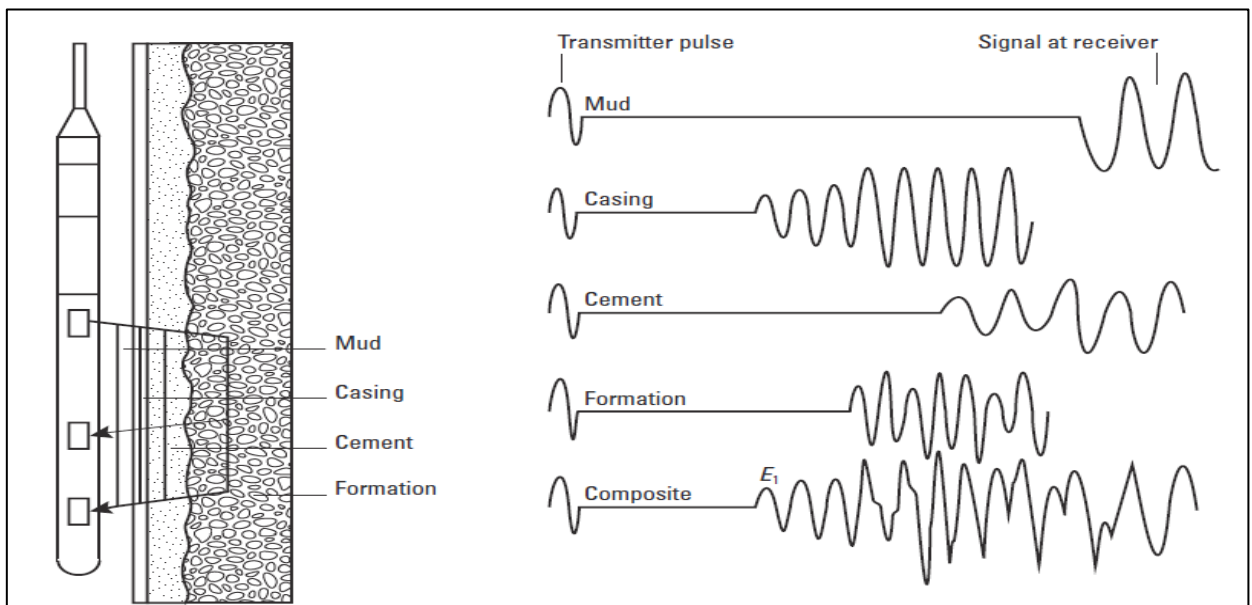 Transmitter pulse
Signal at receiver
Mud
Casing
Cement
Formation
E1
Composite
Mud
Casing
Cement
Formation